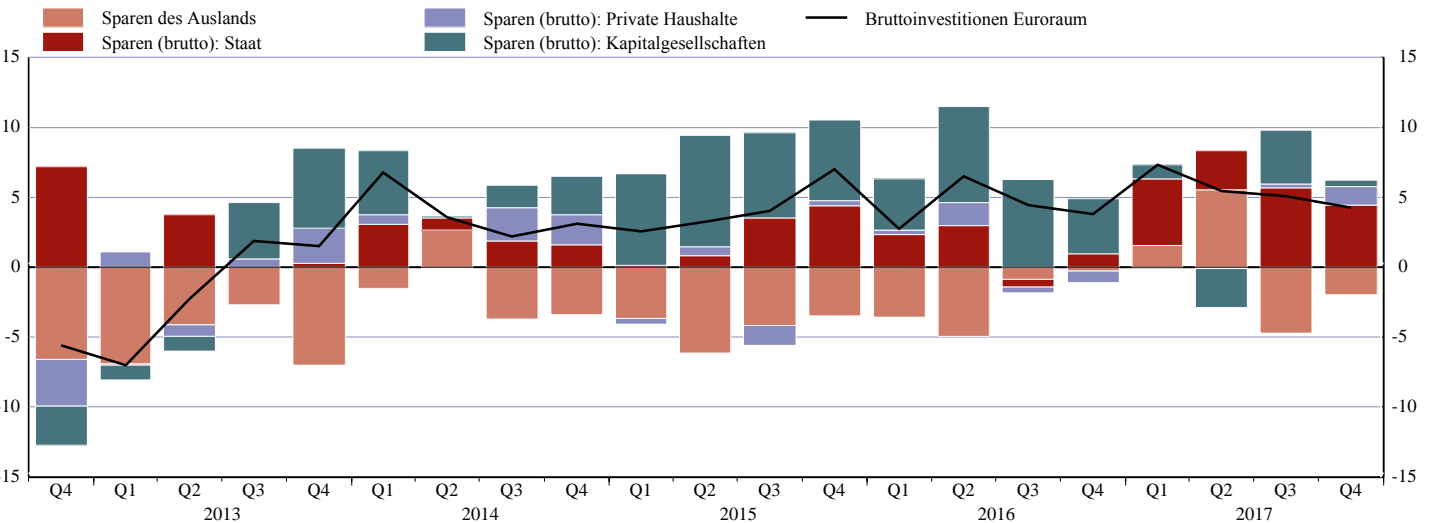 Sparen des Auslands Sparen (brutto): Private Haushalte Bruttoinvestitionen Euroraum
Sparen (brutto): Staat Sparen (brutto): Kapitalgesellschaften
15 15
10 10
5 5
0 0
-5 -5
-10 -10
-15 -15
Q4 Q1 Q2 Q3 Q4 Q1 Q2 Q3 Q4 Q1 Q2 Q3 Q4 Q1 Q2 Q3 Q4 Q1 Q2 Q3 Q4
2013 2014 2015 2016 2017